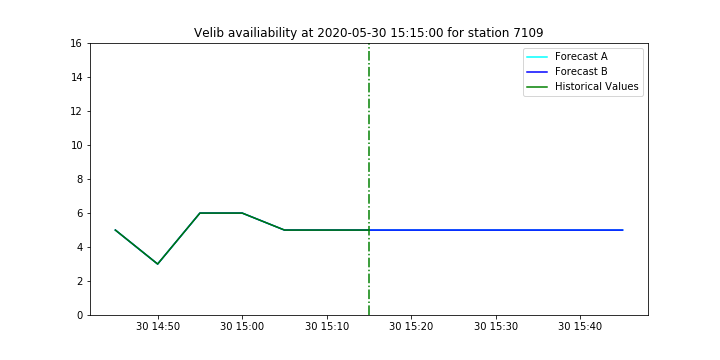 Velib availiability at 2020-05-30 15:15:00 for station 7109
16
14
12
10
8
6
4
2
0
Forecast A
Forecast B
Historical Values
30 14:50 30 15:00 30 15:10 30 15:20 30 15:30 30 15:40